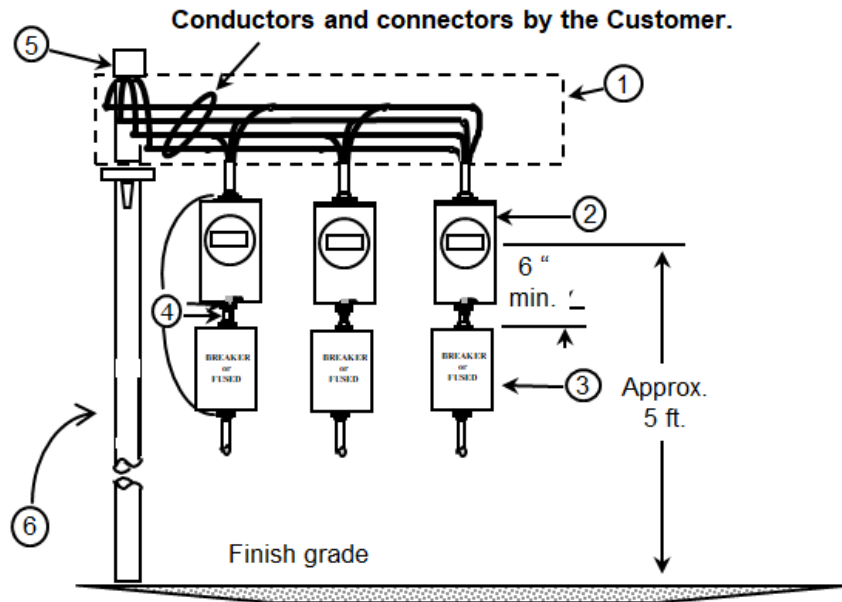 Conductors and connectors by the Customer.
5
1
2
6 “
min.
4
BREAKER
or
FUSED
BREAKER
or
FUSED
BREAKER
or
FUSED
3
Approx.
5 ft.
6
Finish grade